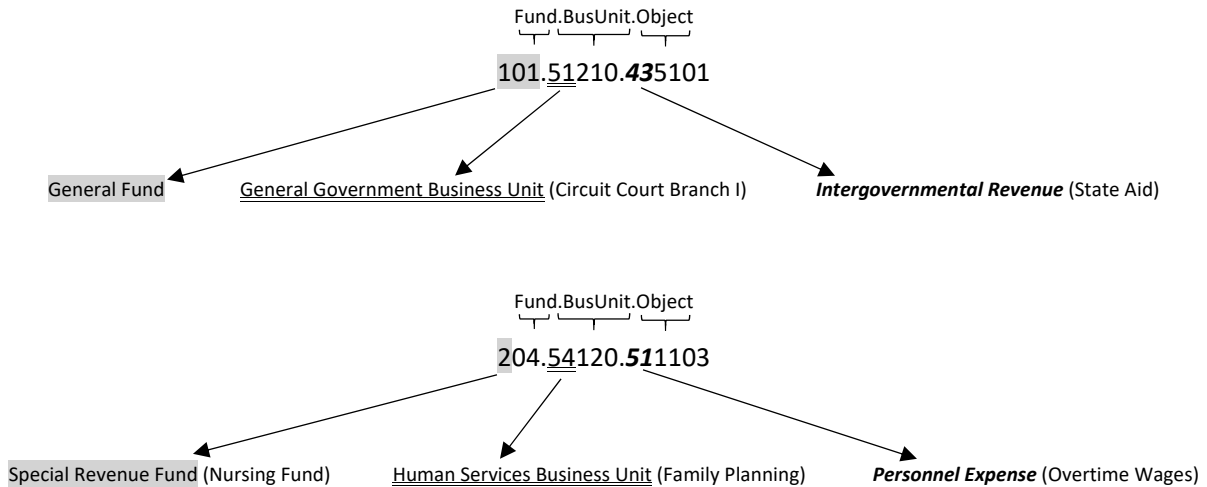 Fund.BusUnit.Object
101.51210.435101
General Fund General Government Business Unit (Circuit Court Branch I) Intergovernmental Revenue (State Aid)
Fund.BusUnit.Object
204.54120.511103
Special Revenue Fund (Nursing Fund) Human Services Business Unit (Family Planning) Personnel Expense (Overtime Wages)